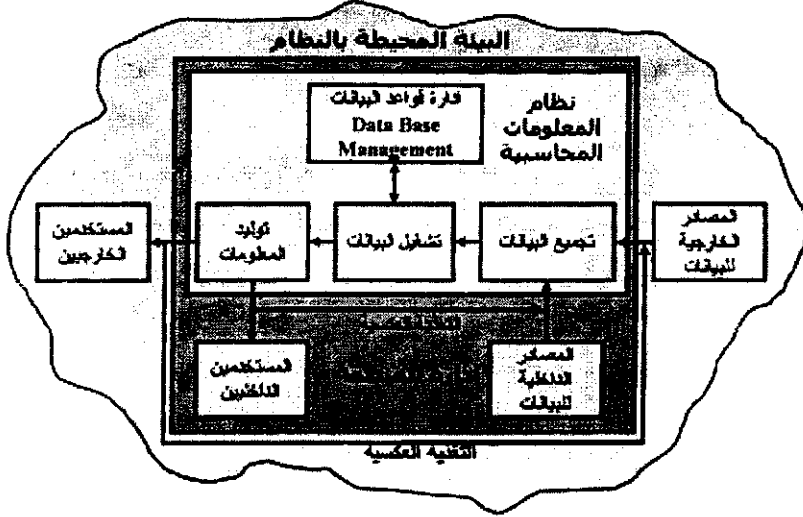 البيئة المحيطة بالنظام
نظام
المعلومات
المحاسبية
ادارة قواعد البيانات
Data Base
Management
المصادر
الخارجية
للبيانات
تجميع البيانات
تشغيل البيانات
توليد
المعلومات
المستخدمين
الخارجيين
المصادر
الداخلية
للبيانات
المستخدمين
الداخليين
التغذية العكسية